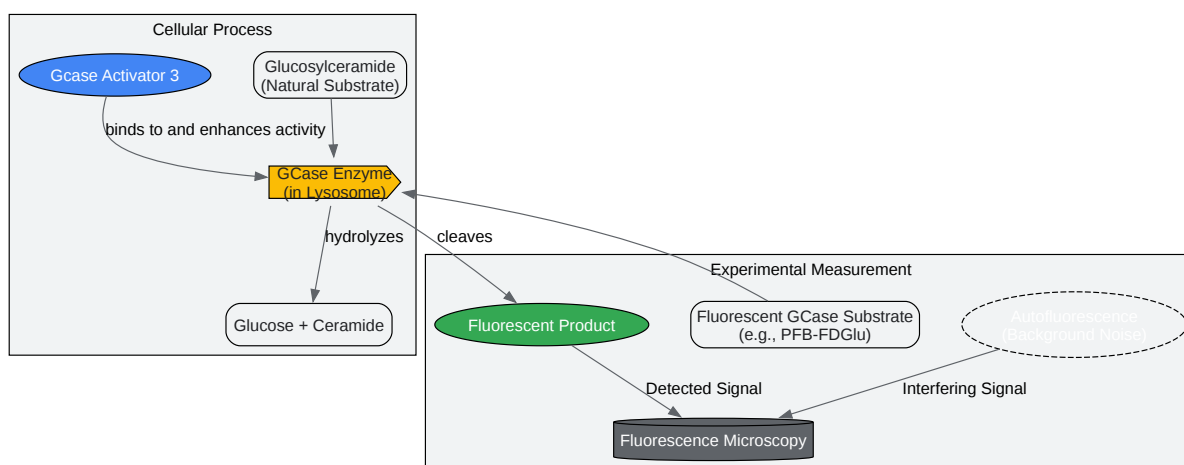 Cellular Process
Gcase Activator 3
Glucosylceramide
(Natural Substrate)
binds to and enhances activity
GCase Enzyme
(in Lysosome)
hydrolyzes
cleaves
Glucose + Ceramide
Experimental Measurement
Fluorescent Product
Fluorescent GCase Substrate
(e.g., PFB-FDGlu)
Autofluorescence
(Background Noise)
Detected Signal
Interfering Signal
Fluorescence Microscopy